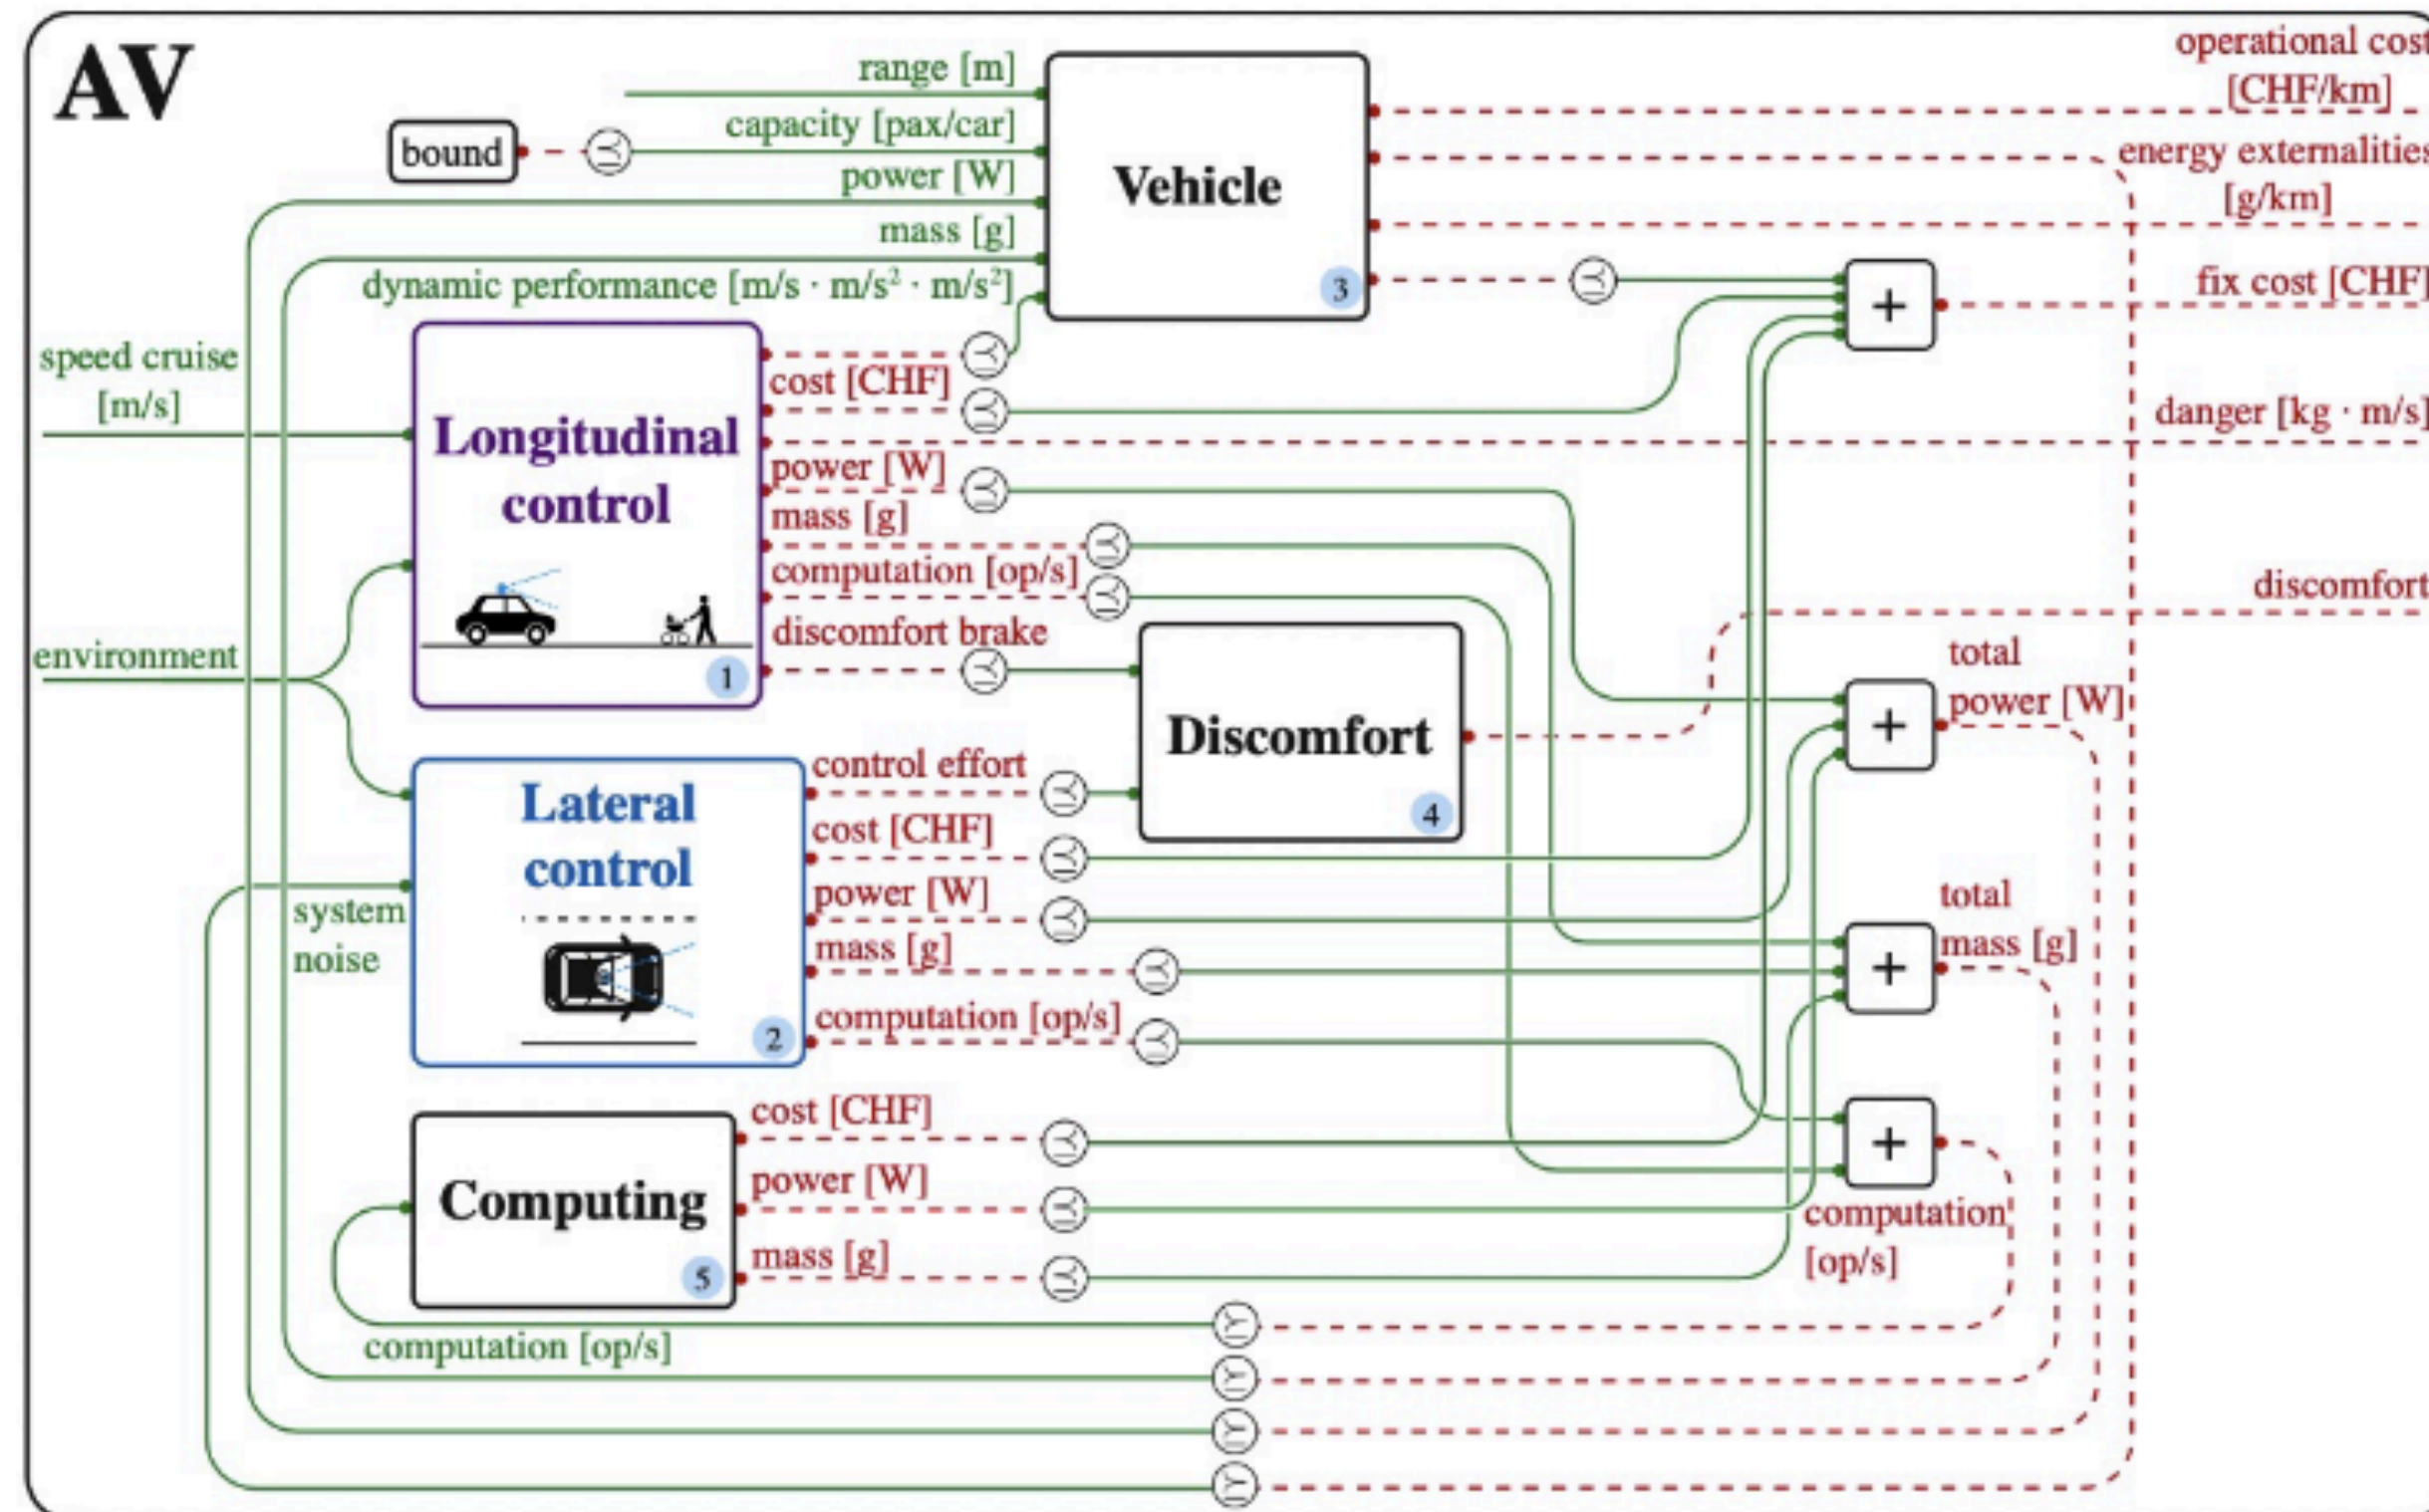 AV
range [m]
capacity [pax/car]
bound
power [W]
mass [g]
dynamic performance [m/s · m/s² · m/s²]
Vehicle
3
operational cost
[CHF/km]
energy externalities
[g/km]
fix cost [CHF]
+
speed cruise
[m/s]
environment
Longitudinal
control
1
cost [CHF]
power [W]
mass [g]
computation [op/s]
discomfort brake
danger [kg · m/s]
discomfort
Discomfort
4
total
power [W]
+
Lateral
control
2
system
noise
control effort
cost [CHF]
power [W]
mass [g]
computation [op/s]
total
mass [g]
+
Computing
5
cost [CHF]
power [W]
mass [g]
+
computation
[op/s]
computation [op/s]